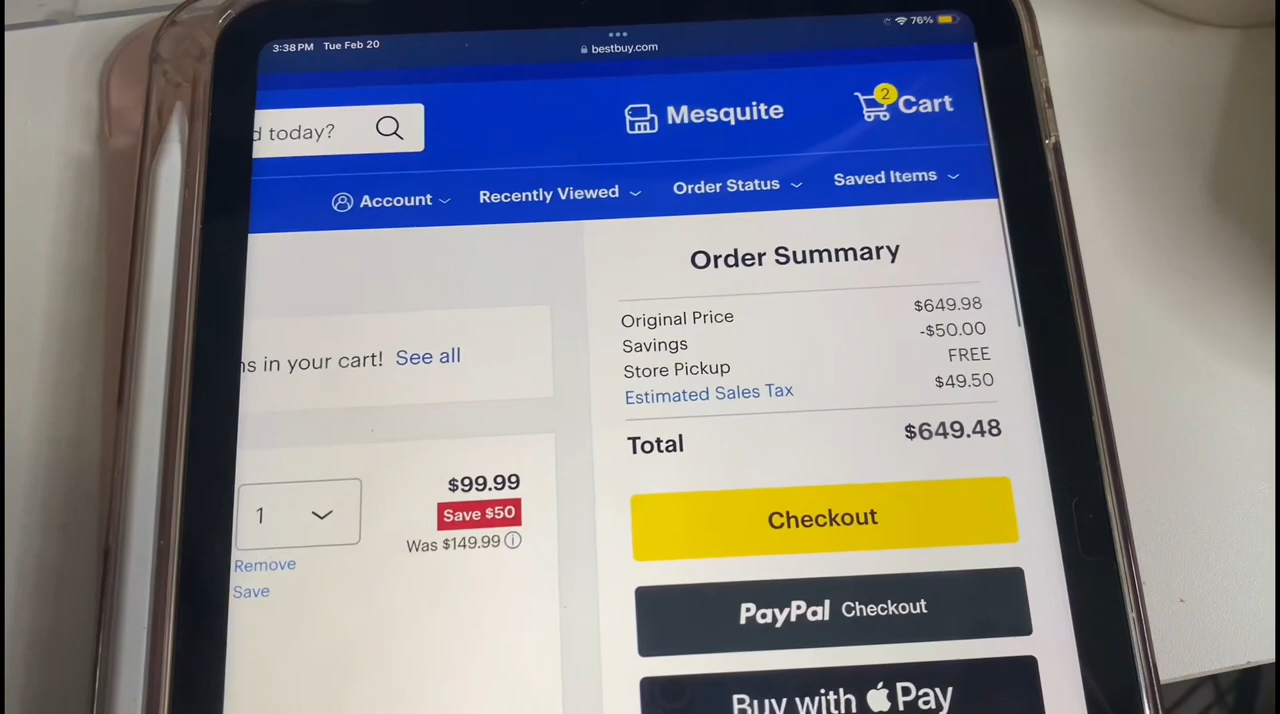 3:38 PM Tue Feb 20
76%
bestbuy.com
d today?
Mesquite
2
Cart
Account
Recently Viewed
Order Status
Saved Items
Order Summary
Original Price $649.98
Savings -$50.00
Store Pickup FREE
Estimated Sales Tax $49.50
Total $649.48
s in your cart! See all
1
$99.99
Save $50
Was $149.99
Remove
Save
Checkout
PayPal Checkout
Buy with Pay